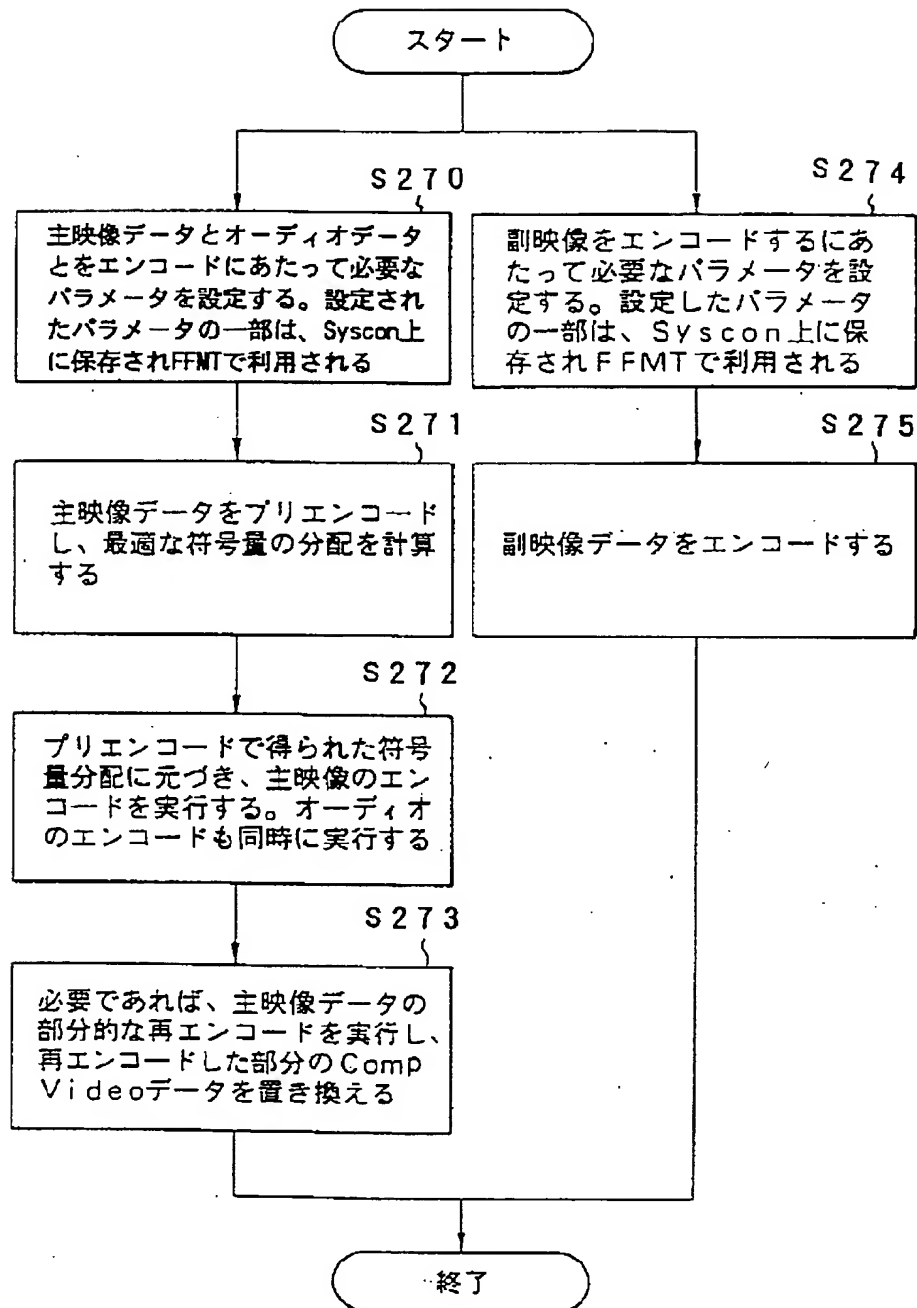 スタート
S270
主映像データとオーディオデータ
とをエンコードにあたって必要な
パラメータを設定する。設定され
たパラメータの一部は、Syscon上
に保存されFFMTで利用される
S271
主映像データをプリエンコード
し、最適な符号量の分配を計算
する
S272
プリエンコードで得られた符号
量分配に元づき、主映像のエン
コードを実行する。オーディオ
のエンコードも同時に実行する
S273
必要であれば、主映像データの
部分的な再エンコードを実行し、
再エンコードした部分のComp
Videoデータを置き換える
S274
副映像をエンコードするにあ
たって必要なパラメータを設
定する。設定したパラメータ
の一部は、Syscon上に保
存されFFMTで利用される
S275
副映像データをエンコードする
終了